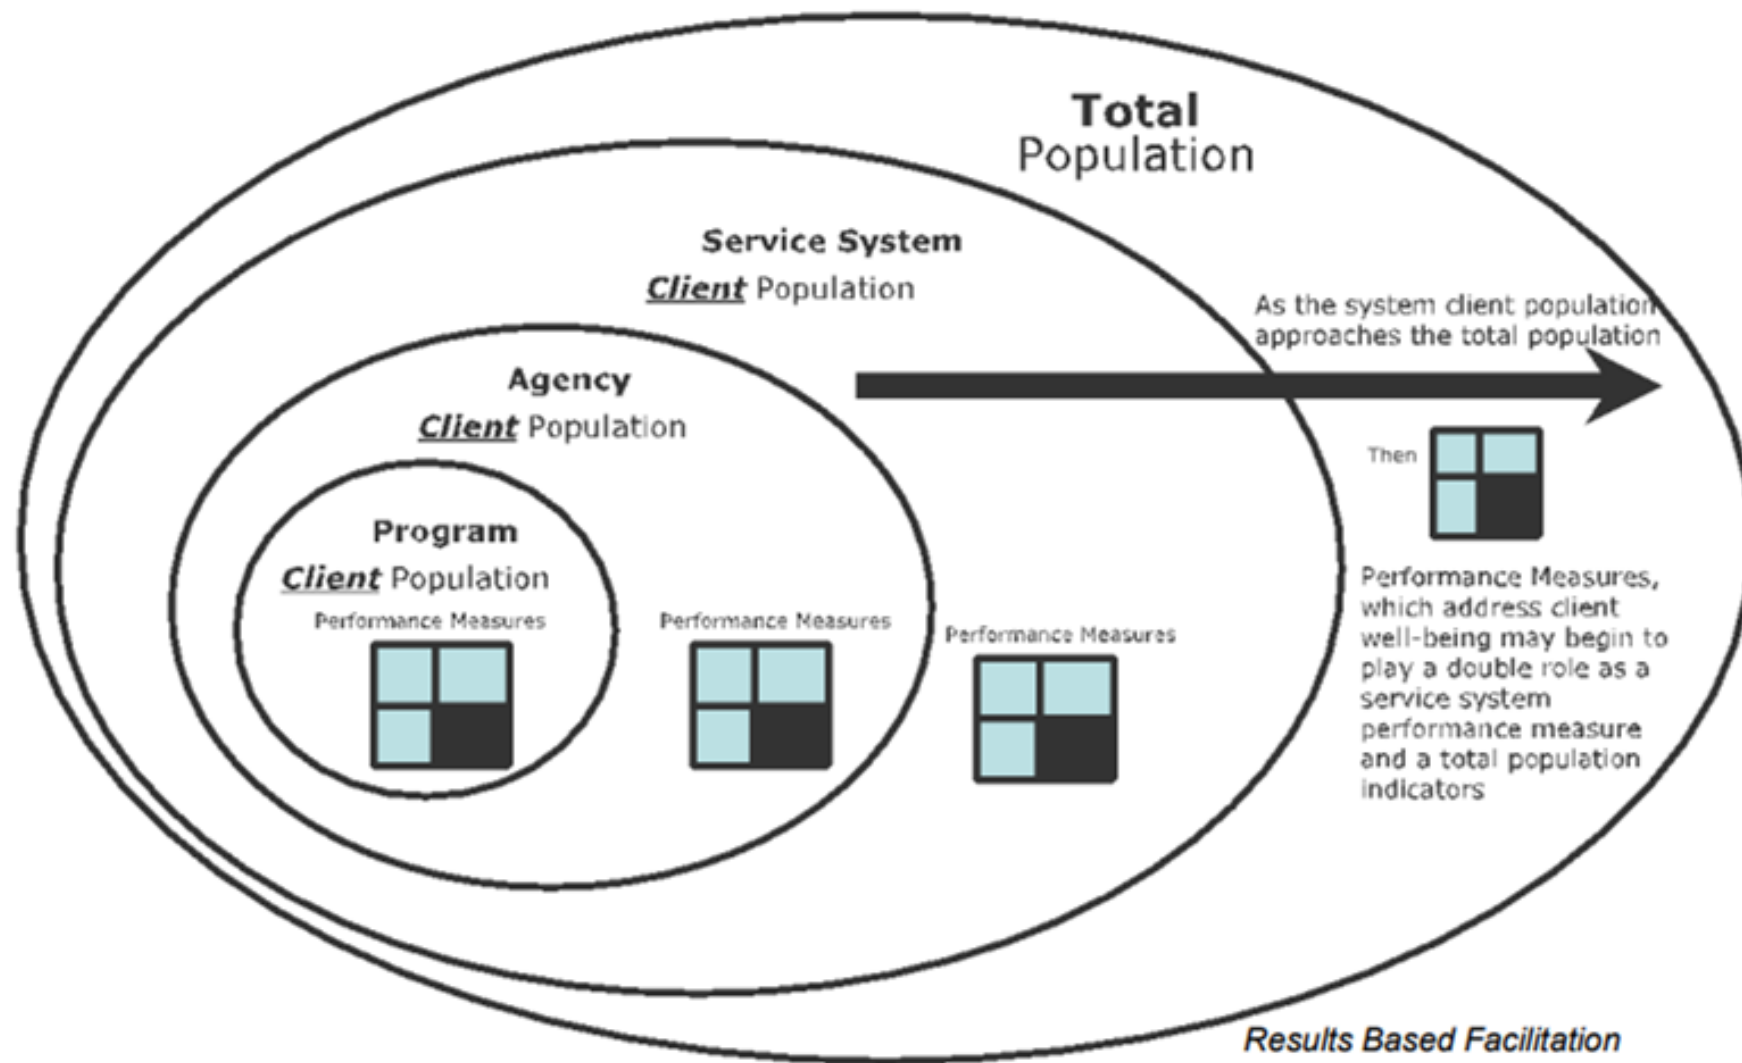 Total
Population
Service System
Client Population
As the system client population
approaches the total population
Agency
Client Population
Then
Program
Client Population
Performance Measures
Performance Measures
Performance Measures
Performance Measures,
which address client
well-being may begin to
play a double role as a
service system
performance measure
and a total population
indicators
Results Based Facilitation